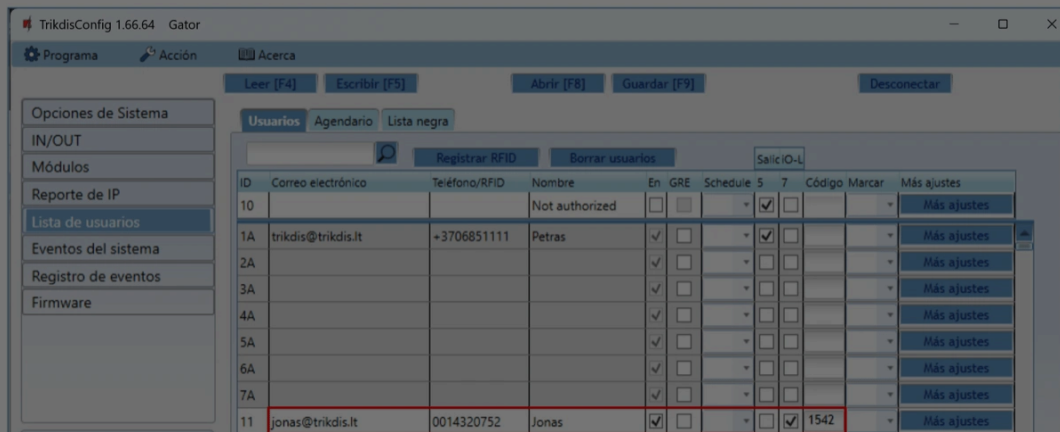 TrikdisConfig 1.66.64 Gator
Programa Acción Acerca
Leer [F4] Escribir [F5] Abrir [F8] Guardar [F9] Desconectar
Opciones de Sistema
IN/OUT
Módulos
Reporte de IP
Lista de usuarios
Eventos del sistema
Registro de eventos
Firmware
Usuarios Agendario Lista negra
Registrar RFID Borrar usuarios Salic IO-L
ID Correo electrónico Teléfono/RFID Nombre En GRE Schedule 5 7 Código Marcar Más ajustes
10 Not authorized Más ajustes
1A trikdis@trikdis.lt +3706851111 Petras Más ajustes
2A Más ajustes
3A Más ajustes
4A Más ajustes
5A Más ajustes
6A Más ajustes
7A Más ajustes
11 jonas@trikdis.lt 0014320752 Jonas 1542 Más ajustes